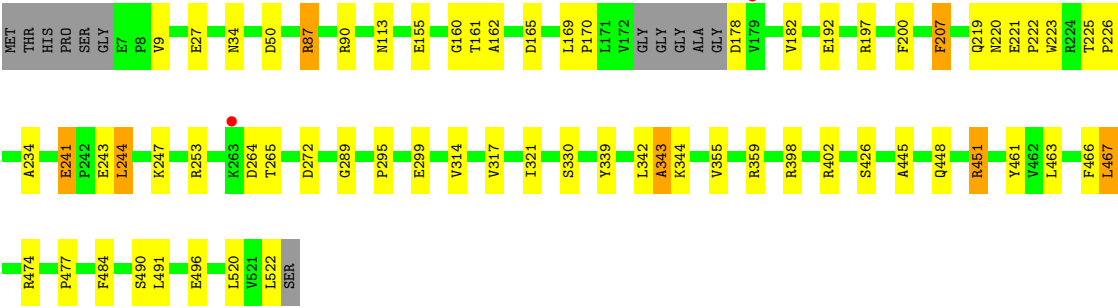 MET THR HIS PRO SER GLY E7 P8 V9 E27 N34 D50 R87 R90 N113 E155 G160 T161 A162 D165 L169 P170 L171 V172 GLY GLY GLY ALA GLY D178 V179 V182 E192 R197 F200 F207 Q219 N220 E221 P222 W223 R224 T225 P226
A234 E241 P242 E243 L244 K247 R253 K263 D264 T265 D272 G289 P295 E299 V314 V317 I321 S330 Y339 L342 A343 K344 V355 R359 R398 R402 S426 A445 Q448 R451 Y461 V462 L463 F466 L467
R474 P477 F484 S490 L491 E496 L520 V521 L522 SER